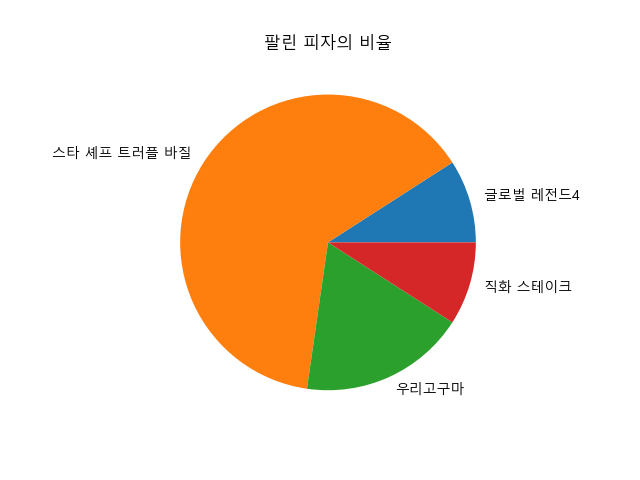 팔린 피자의 비율
스타 셰프 트러플 바질
글로벌 레전드4
직화 스테이크
우리고구마